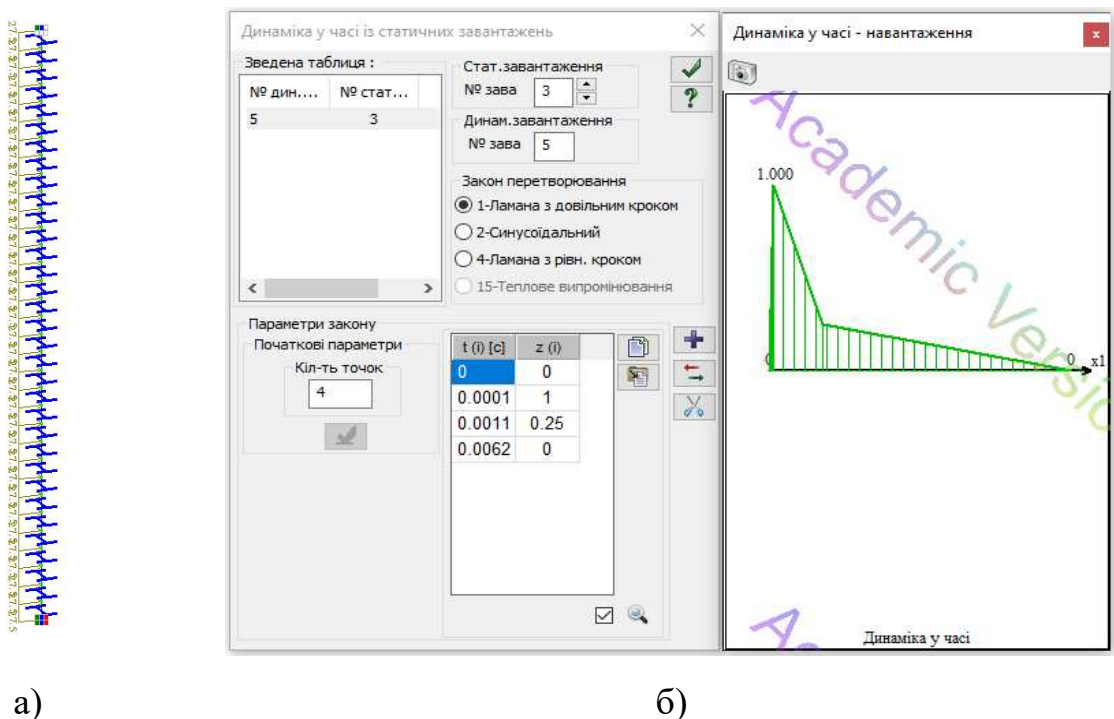 Динаміка у часі із статичних завантажень
Зведена таблиця :
№ дин.... № стат...
5 3
Стат.завантаження
№ зава 3
Динам.завантаження
№ зава 5
Закон перетворювання
1-Ламана з довільним кроком
2-Синусоїдальний
4-Ламана з рівн. кроком
15-Теплове випромінювання
Параметри закону
Початкові параметри
Кіл-ть точок
4
t (i) [c] z (i)
0 0
0.0001 1
0.0011 0.25
0.0062 0
Динаміка у часі - навантаження
Academic Versic
1.000
0 x1
Динаміка у часі
а) б)